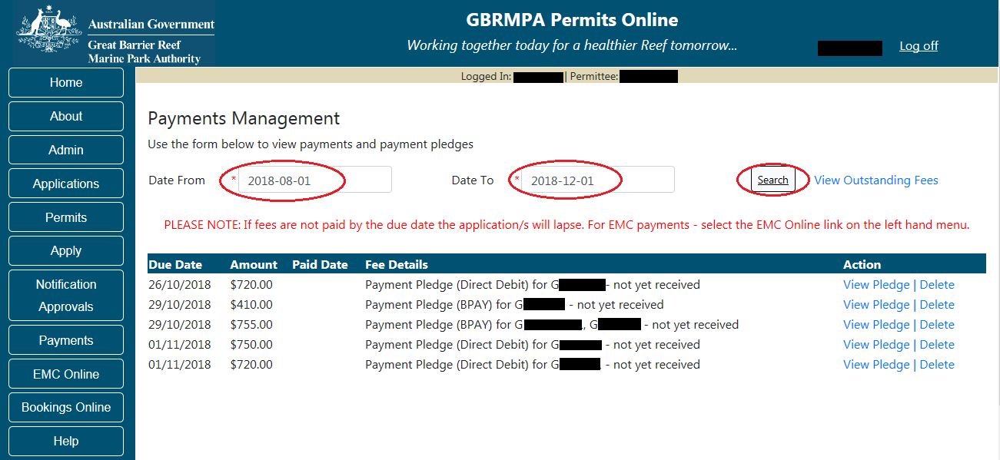 Australian Government
Great Barrier Reef
Marine Park Authority
GBRMPA Permits Online
Working together today for a healthier Reef tomorrow...
Log off
Home
About
Admin
Applications
Permits
Apply
Notification
Approvals
Payments
EMC Online
Bookings Online
Help
Logged In: | Permittee:
Payments Management
Use the form below to view payments and payment pledges
Date From * 2018-08-01 Date To * 2018-12-01 Search View Outstanding Fees
PLEASE NOTE: If fees are not paid by the due date the application/s will lapse. For EMC payments - select the EMC Online link on the left hand menu.
Due Date Amount Paid Date Fee Details Action
26/10/2018 $720.00 Payment Pledge (Direct Debit) for G - not yet received View Pledge | Delete
29/10/2018 $410.00 Payment Pledge (BPAY) for G - not yet received View Pledge | Delete
29/10/2018 $755.00 Payment Pledge (BPAY) for G , G - not yet received View Pledge | Delete
01/11/2018 $750.00 Payment Pledge (Direct Debit) for G - not yet received View Pledge | Delete
01/11/2018 $720.00 Payment Pledge (Direct Debit) for G - not yet received View Pledge | Delete